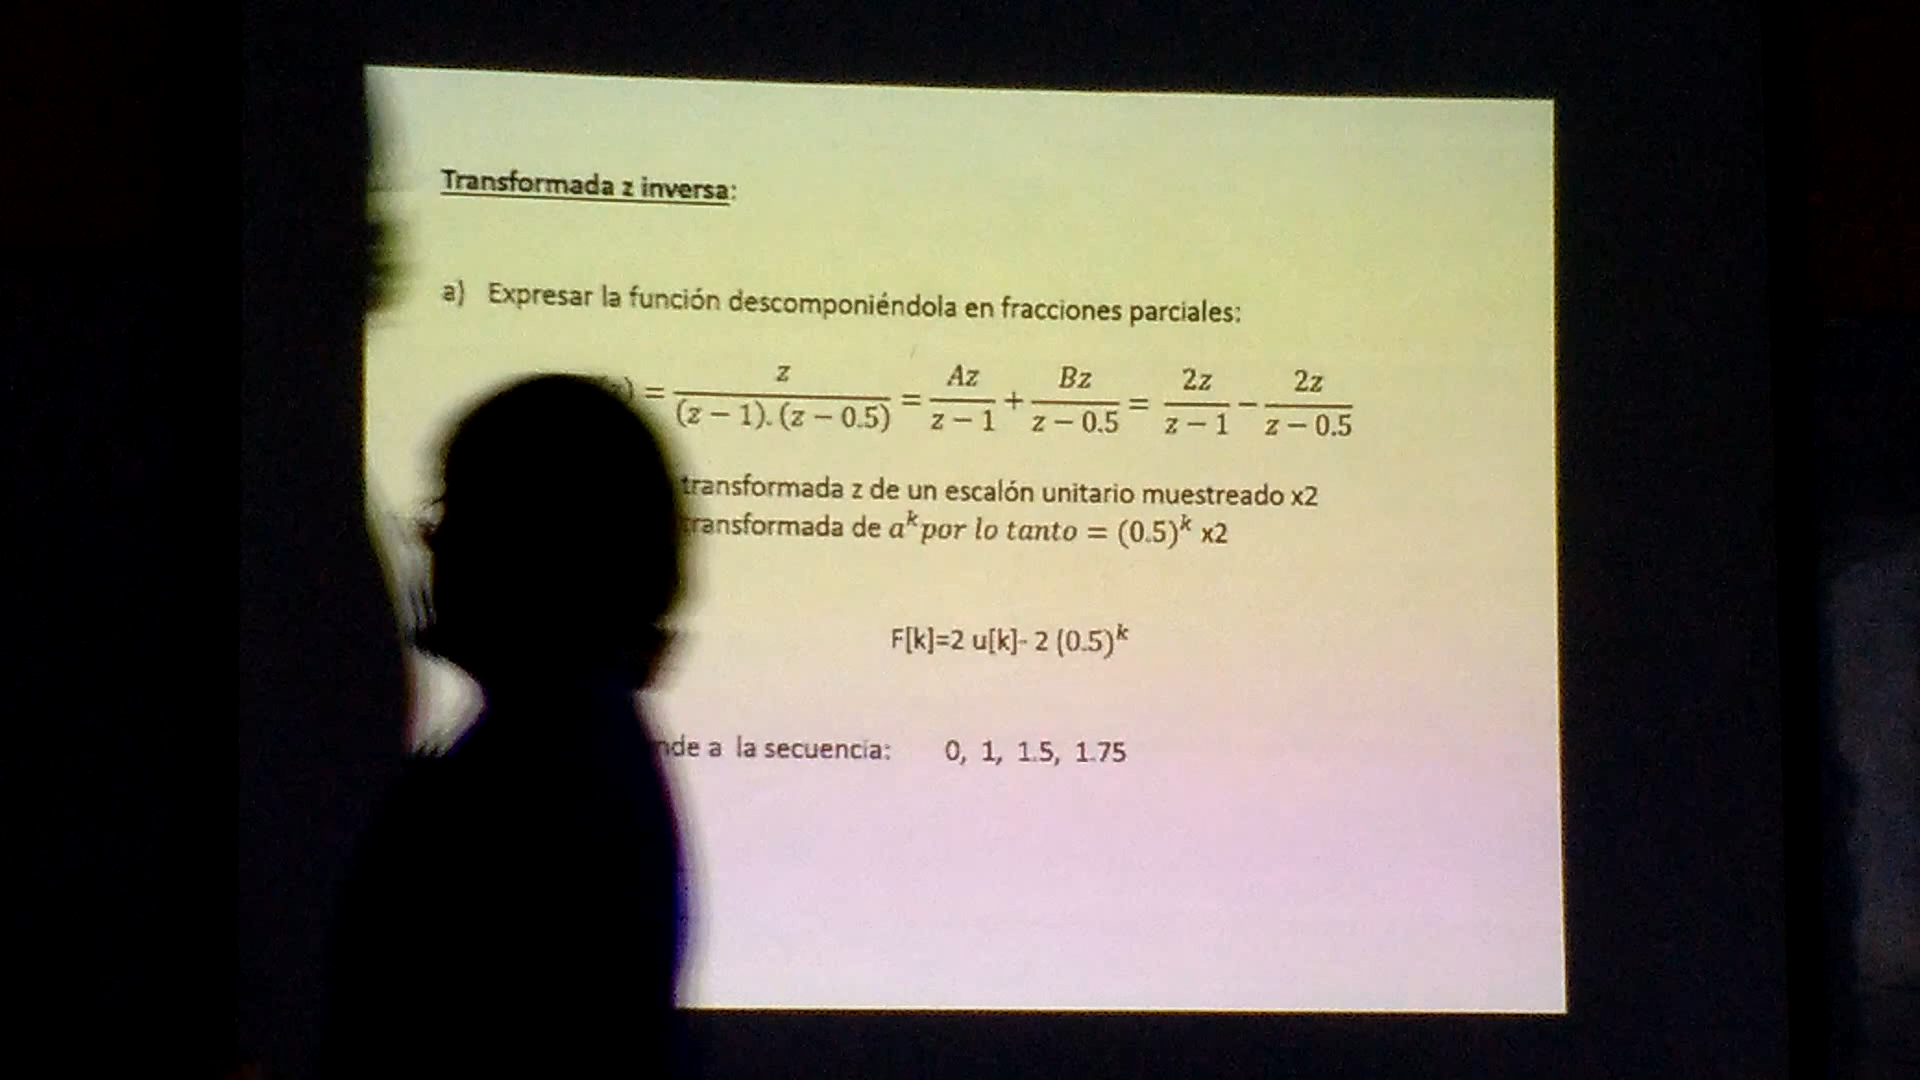 Transformada z inversa:
a) Expresar la función descomponiéndola en fracciones parciales:
) = z / (z − 1). (z − 0.5) = Az / z − 1 + Bz / z − 0.5 = 2z / z − 1 − 2z / z − 0.5
transformada z de un escalón unitario muestreado x2
transformada de a^k por lo tanto = (0.5)^k x2
F[k]=2 u[k]- 2 (0.5)^k
a la secuencia: 0, 1, 1.5, 1.75